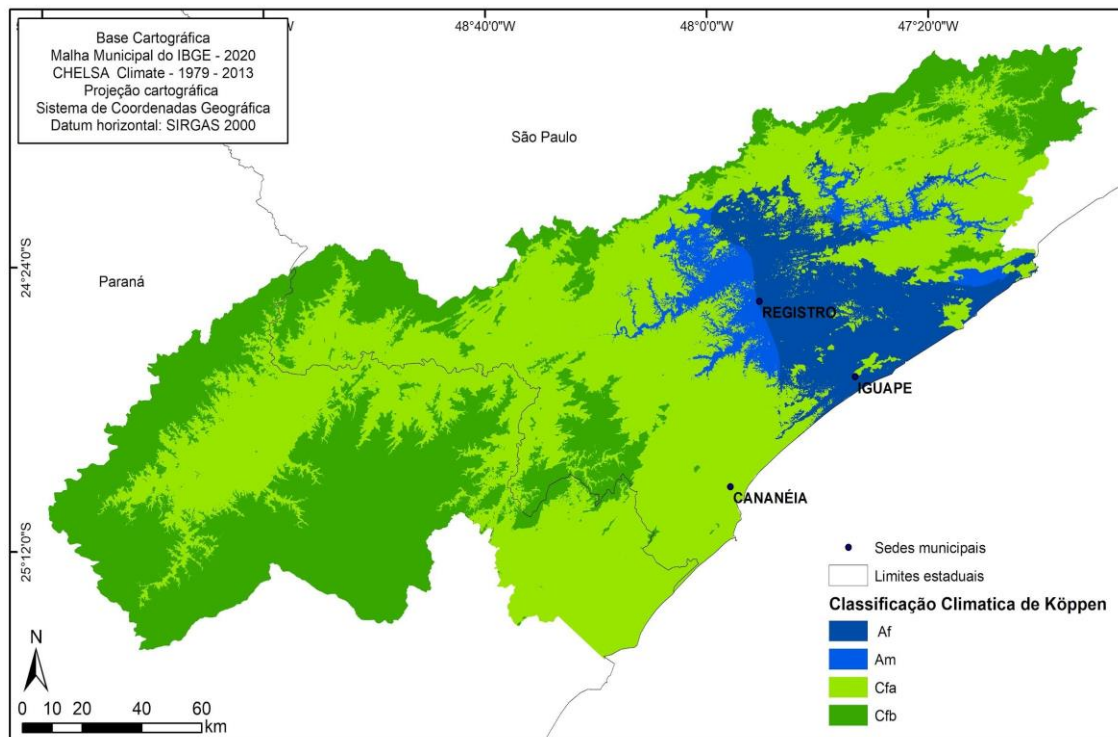 48°40'0"W
48°0'0"W
47°20'0"W
Base Cartográfica
Malha Municipal do IBGE - 2020
CHELSA Climate - 1979 - 2013
Projeção cartográfica
Sistema de Coordenadas Geográfica
Datum horizontal: SIRGAS 2000
São Paulo
24°24'0"S
Paraná
REGISTRO
IGUAPE
CANANÉIA
25°12'0"S
Sedes municipais
Limites estaduais
Classificação Climatica de Köppen
Af
Am
Cfa
Cfb
N
0 10 20 40 60
km